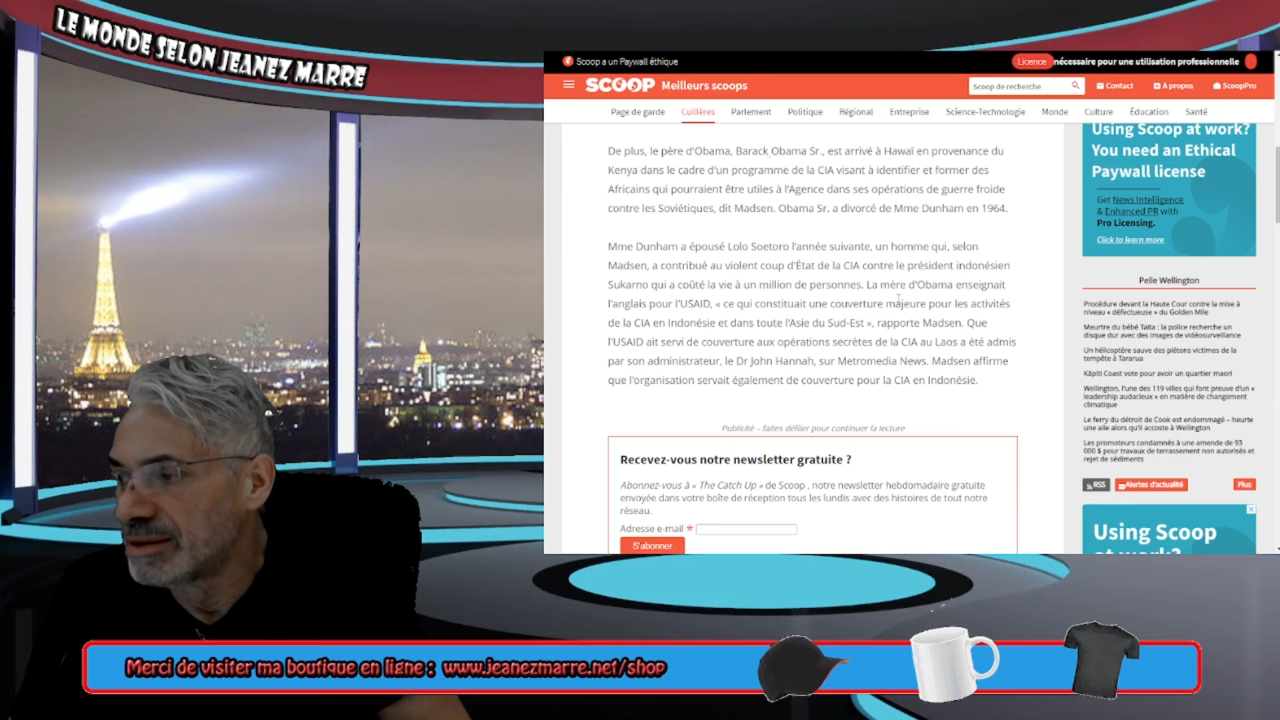 LE MONDE SELON JEANEZ MARRE
Scoop a un Paywall éthique
Licence nécessaire pour une utilisation professionnelle
SCOOP Meilleurs scoops
Scoop de recherche
Contact
À propos
ScoopPro
Page de garde Cuillères Parlement Politique Régional Entreprise Science-Technologie Monde Culture Éducation Santé
De plus, le père d'Obama, Barack Obama Sr., est arrivé à Hawaï en provenance du
Kenya dans le cadre d'un programme de la CIA visant à identifier et former des
Africains qui pourraient être utiles à l'Agence dans ses opérations de guerre froide
contre les Soviétiques, dit Madsen. Obama Sr, a divorcé de Mme Dunham en 1964.
Mme Dunham a épousé Lolo Soetoro l'année suivante, un homme qui, selon
Madsen, a contribué au violent coup d'État de la CIA contre le président indonésien
Sukarno qui a coûté la vie à un million de personnes. La mère d'Obama enseignait
l'anglais pour l'USAID, « ce qui constituait une couverture majeure pour les activités
de la CIA en Indonésie et dans toute l'Asie du Sud-Est », rapporte Madsen. Que
l'USAID ait servi de couverture aux opérations secrètes de la CIA au Laos a été admis
par son administrateur, le Dr John Hannah, sur Metromedia News. Madsen affirme
que l'organisation servait également de couverture pour la CIA en Indonésie.
Publicité – faites défiler pour continuer la lecture
Recevez-vous notre newsletter gratuite ?
Abonnez-vous à « The Catch Up » de Scoop , notre newsletter hebdomadaire gratuite
envoyée dans votre boîte de réception tous les lundis avec des histoires de tout notre
réseau.
Adresse e-mail *
S'abonner
Using Scoop at work?
You need an Ethical
Paywall license
Get News Intelligence
& Enhanced PR with
Pro Licensing.
Click to learn more
Pelle Wellington
Procédure devant la Haute Cour contre la mise à
niveau « défectueuse » du Golden Mile
Meurtre du bébé Taita : la police recherche un
disque dur avec des images de vidéosurveillance
Un hélicoptère sauve des piétons victimes de la
tempête à Tararua
Kāpiti Coast vote pour avoir un quartier maori
Wellington, l'une des 119 villes qui font preuve d'un «
leadership audacieux » en matière de changement
climatique
Le ferry du détroit de Cook est endommagé – heurte
une aile alors qu'il accoste à Wellington
Les promoteurs condamnés à une amende de 93
000 $ pour travaux de terrassement non autorisés et
rejet de sédiments
RSS
Alertes d'actualité
Plus
Using Scoop
Merci de visiter ma boutique en ligne : www.jeanezmarre.net/shop